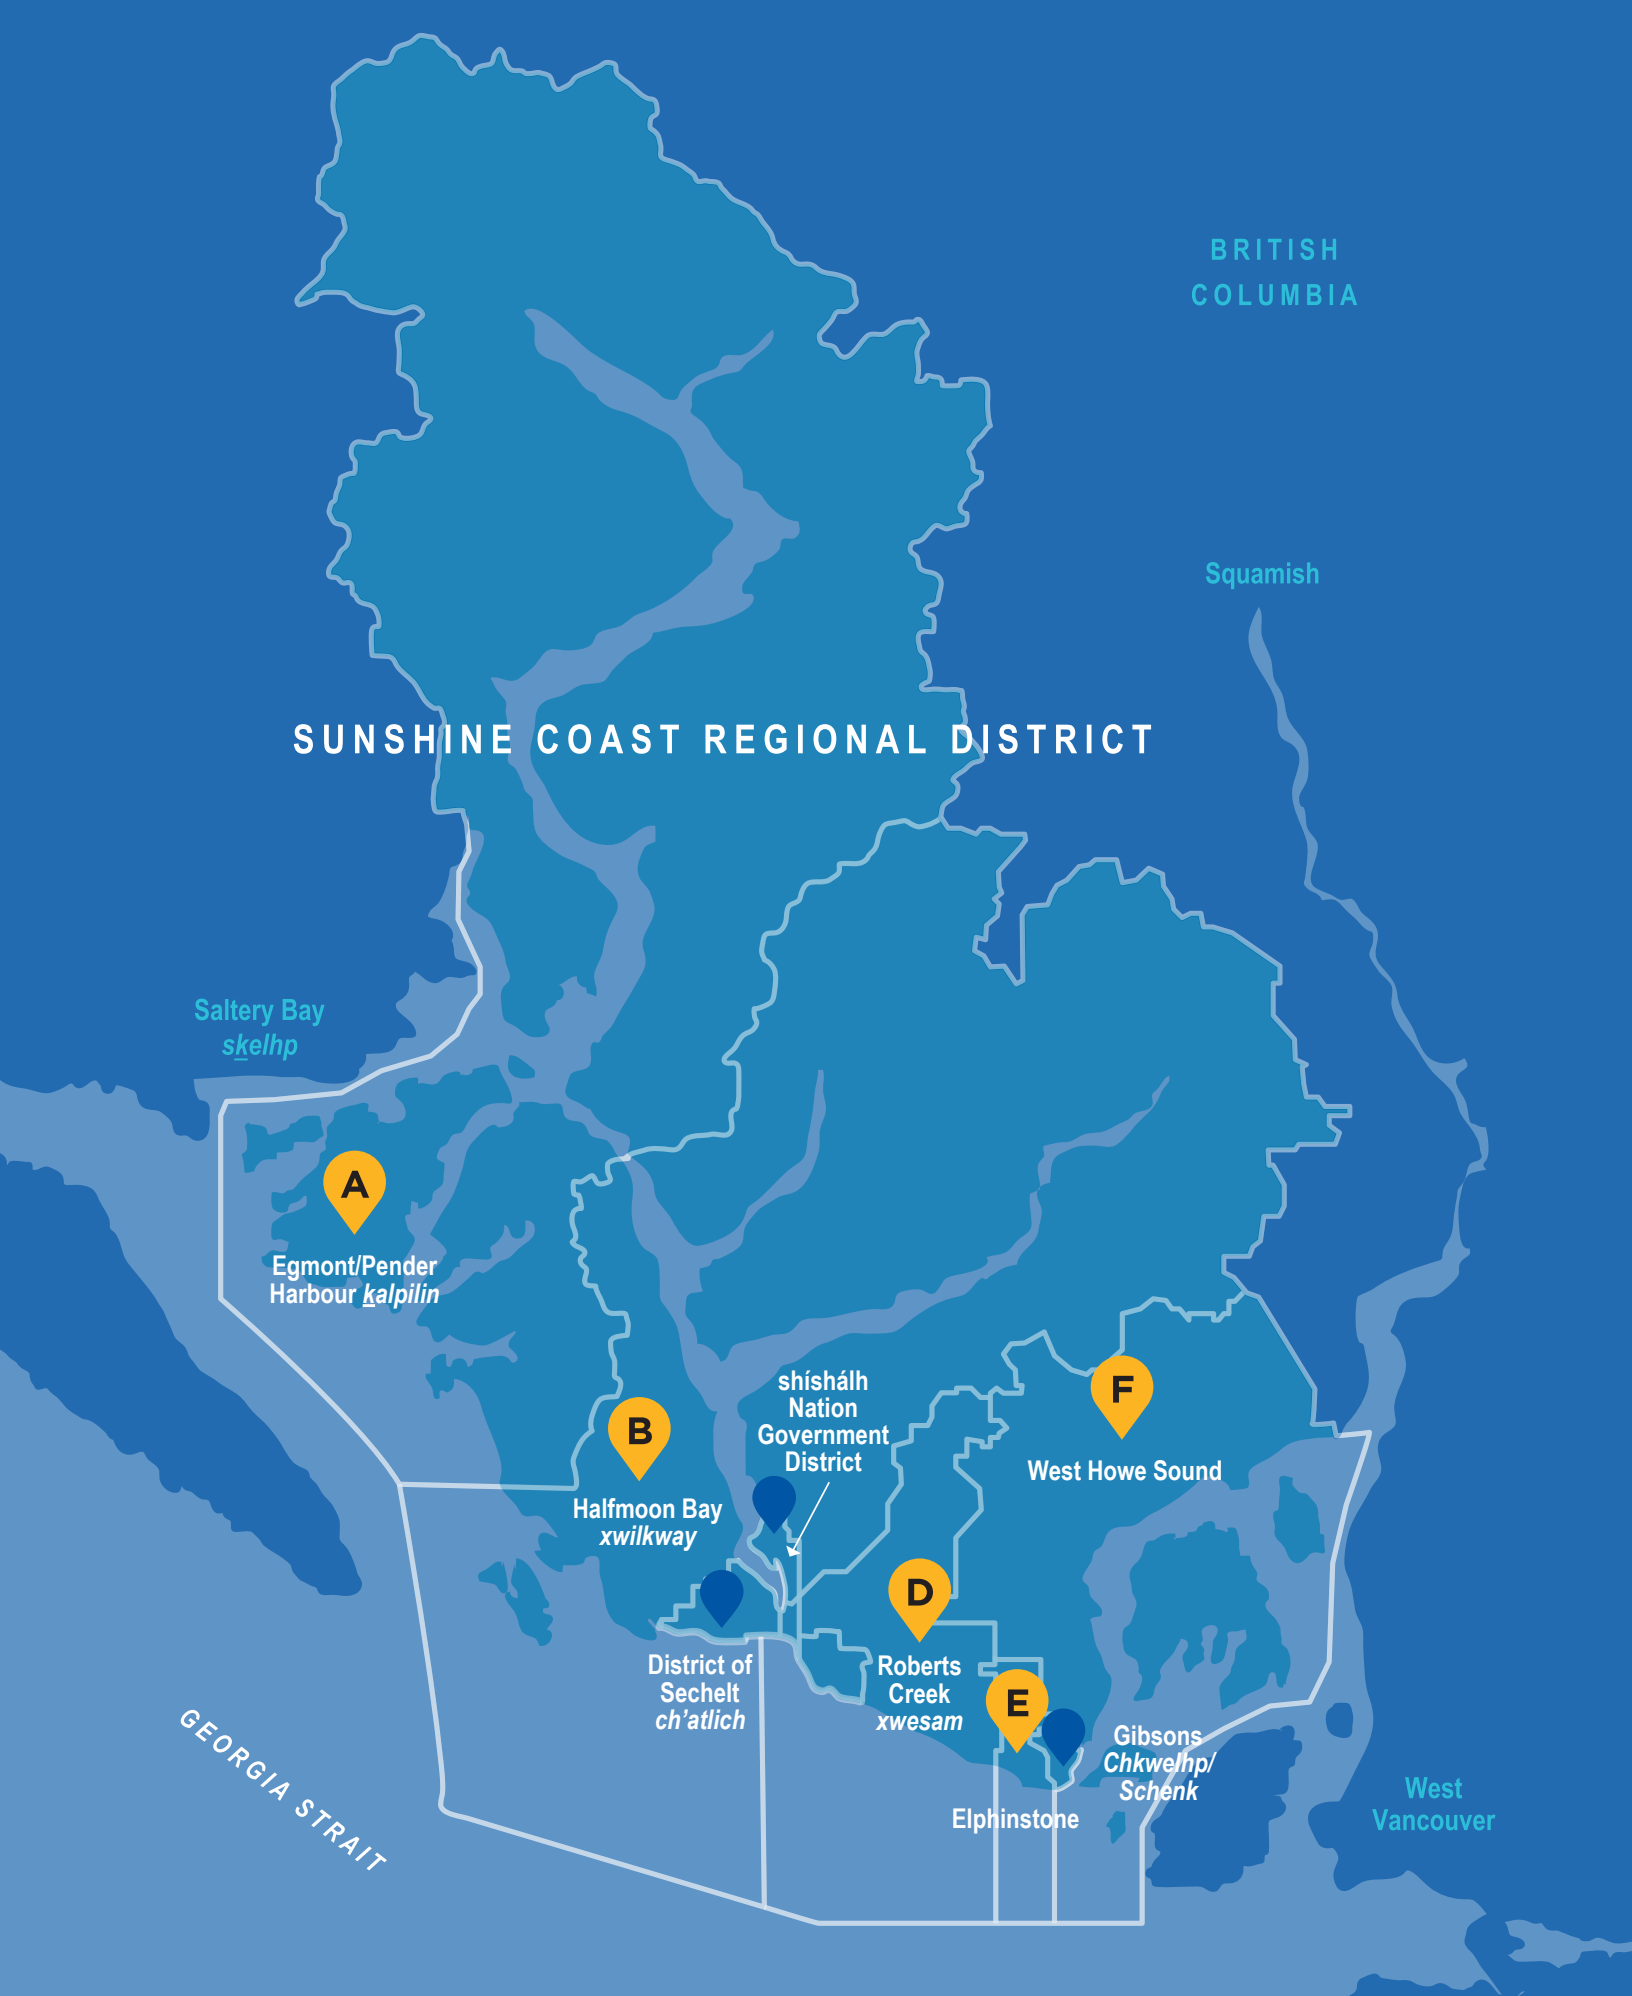 BRITISH
COLUMBIA
Squamish
SUNSHINE COAST REGIONAL DISTRICT
Saltery Bay
s<u>k</u>elhp
A
Egmont/Pender
Harbour <u>k</u>alpilin
B
Halfmoon Bay
xwilkway
shíshálh
Nation
Government
District
F
West Howe Sound
D
Roberts
Creek
xwesam
District of
Sechelt
ch’atlich
E
Elphinstone
Gibsons
Chkwelhp/
Schenk
GEORGIA STRAIT
West
Vancouver